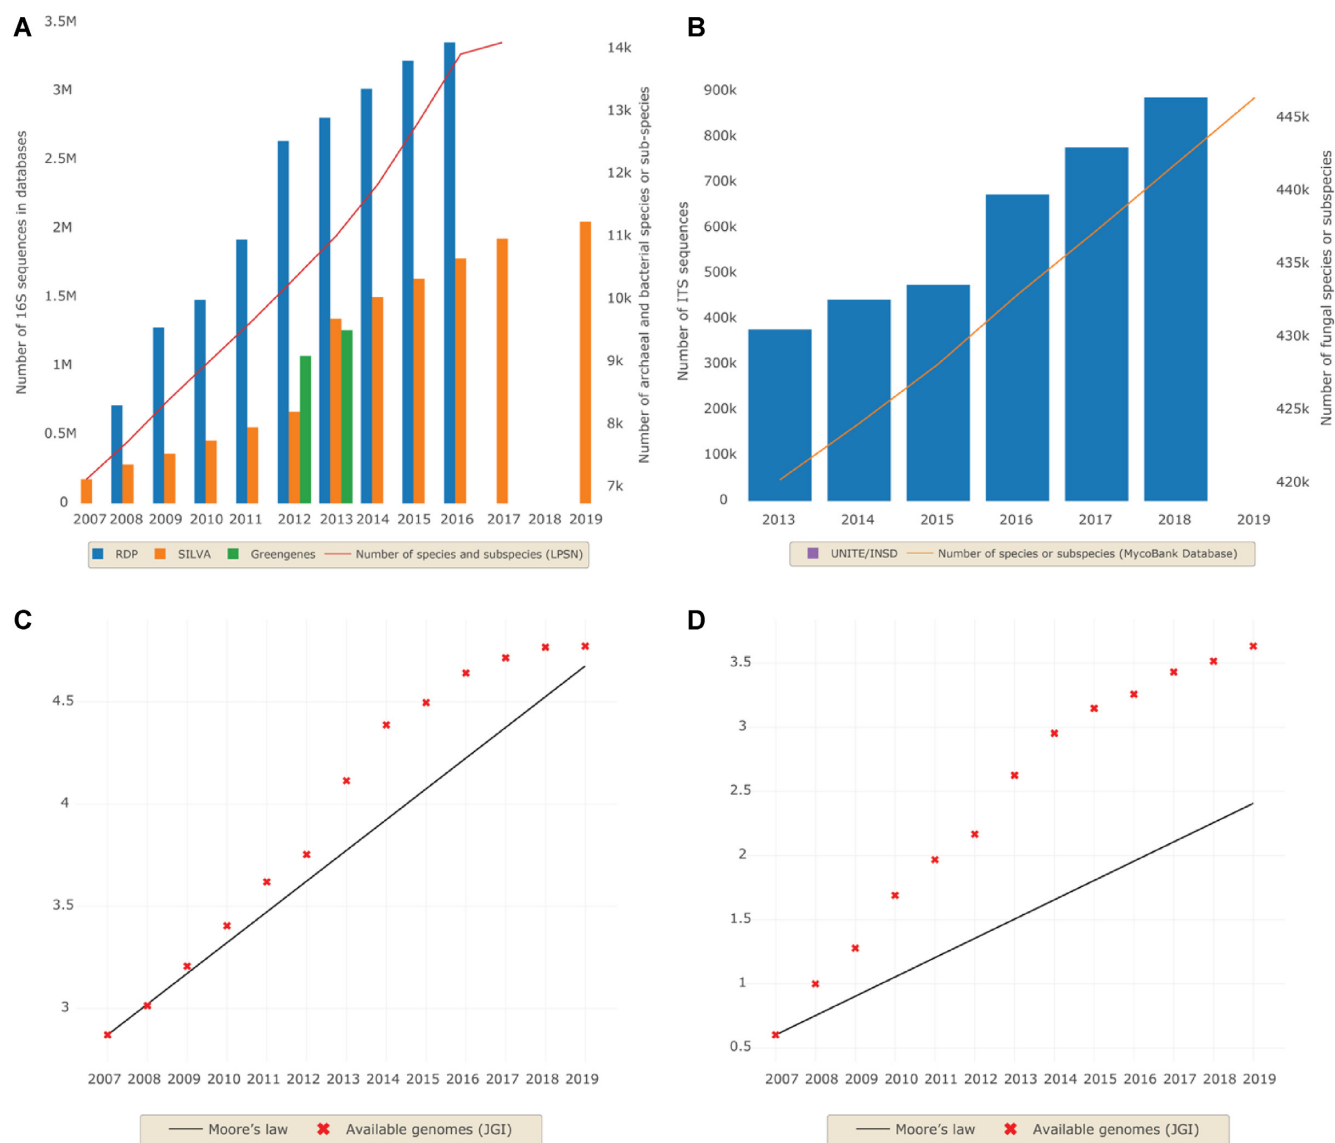 A
3.5M
3M
2.5M
2M
1.5M
1M
0.5M
0
Number of 16S sequences in databases
14k
13k
12k
11k
10k
9k
8k
7k
Number of archaeal and bacterial species or sub-species
2007 2008 2009 2010 2011 2012 2013 2014 2015 2016 2017 2018 2019
RDP SILVA Greengenes Number of species and subspecies (LPSN)
B
900k
800k
700k
600k
500k
400k
300k
200k
100k
0
Number of ITS sequences
445k
440k
435k
430k
425k
420k
Number of fungal species or subspecies
2013 2014 2015 2016 2017 2018 2019
UNITE/INSD Number of species or subspecies (MycoBank Database)
C
4.5
4
3.5
3
2007 2008 2009 2010 2011 2012 2013 2014 2015 2016 2017 2018 2019
Moore's law Available genomes (JGI)
D
3.5
3
2.5
2
1.5
1
0.5
2007 2008 2009 2010 2011 2012 2013 2014 2015 2016 2017 2018 2019
Moore's law Available genomes (JGI)